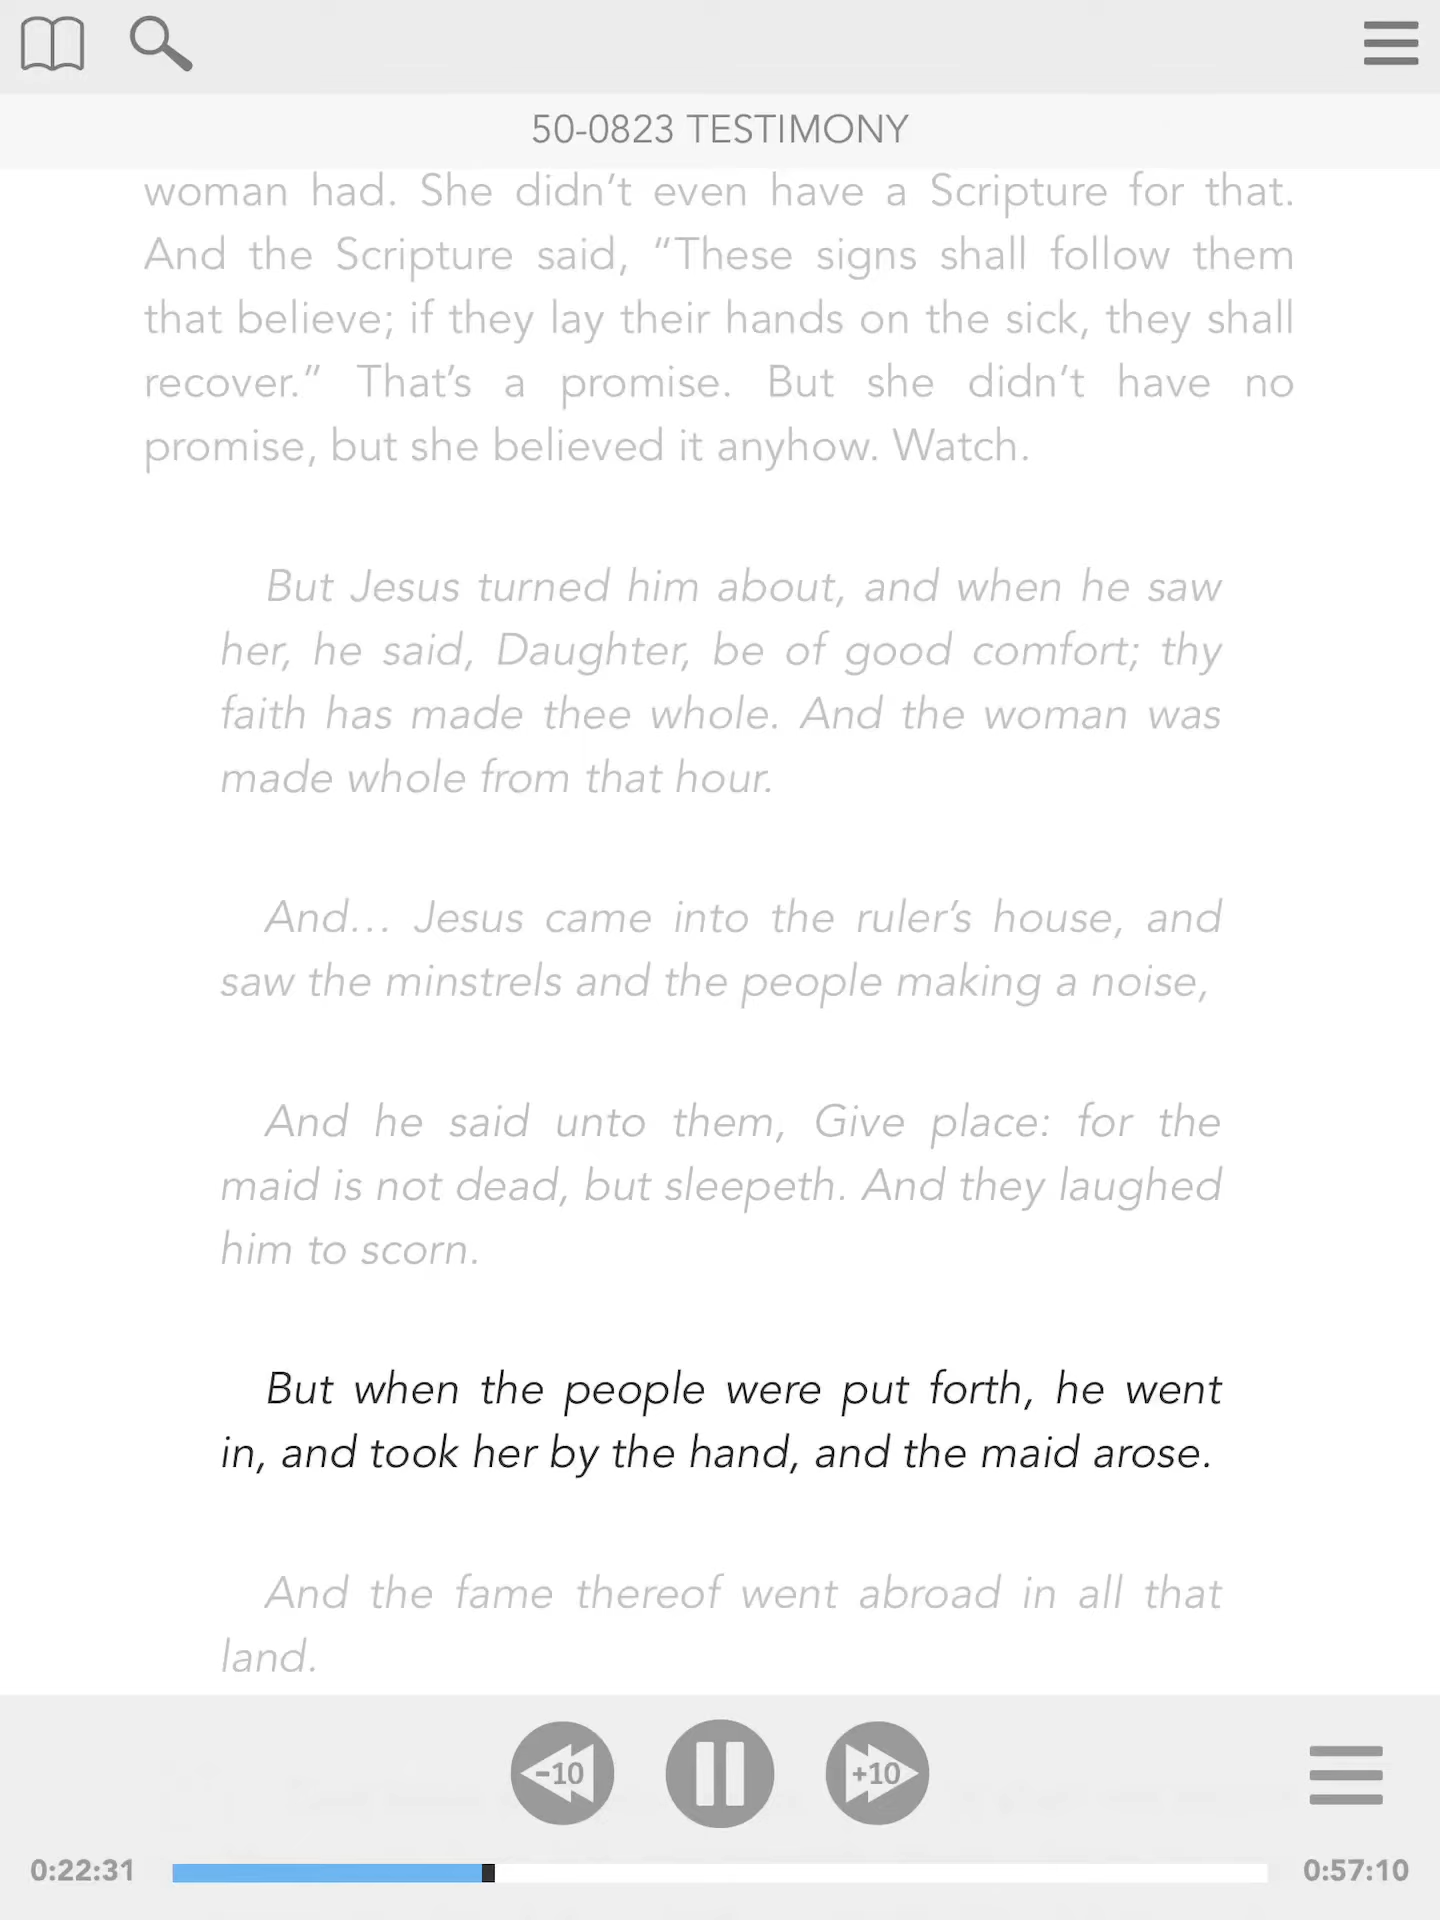 50-0823 TESTIMONY
woman had. She didn’t even have a Scripture for that.
And the Scripture said, “These signs shall follow them
that believe; if they lay their hands on the sick, they shall
recover.” That’s a promise. But she didn’t have no
promise, but she believed it anyhow. Watch.
But Jesus turned him about, and when he saw
her, he said, Daughter, be of good comfort; thy
faith has made thee whole. And the woman was
made whole from that hour.
And… Jesus came into the ruler’s house, and
saw the minstrels and the people making a noise,
And he said unto them, Give place: for the
maid is not dead, but sleepeth. And they laughed
him to scorn.
But when the people were put forth, he went
in, and took her by the hand, and the maid arose.
And the fame thereof went abroad in all that
land.
-10 +10
0:22:31 0:57:10